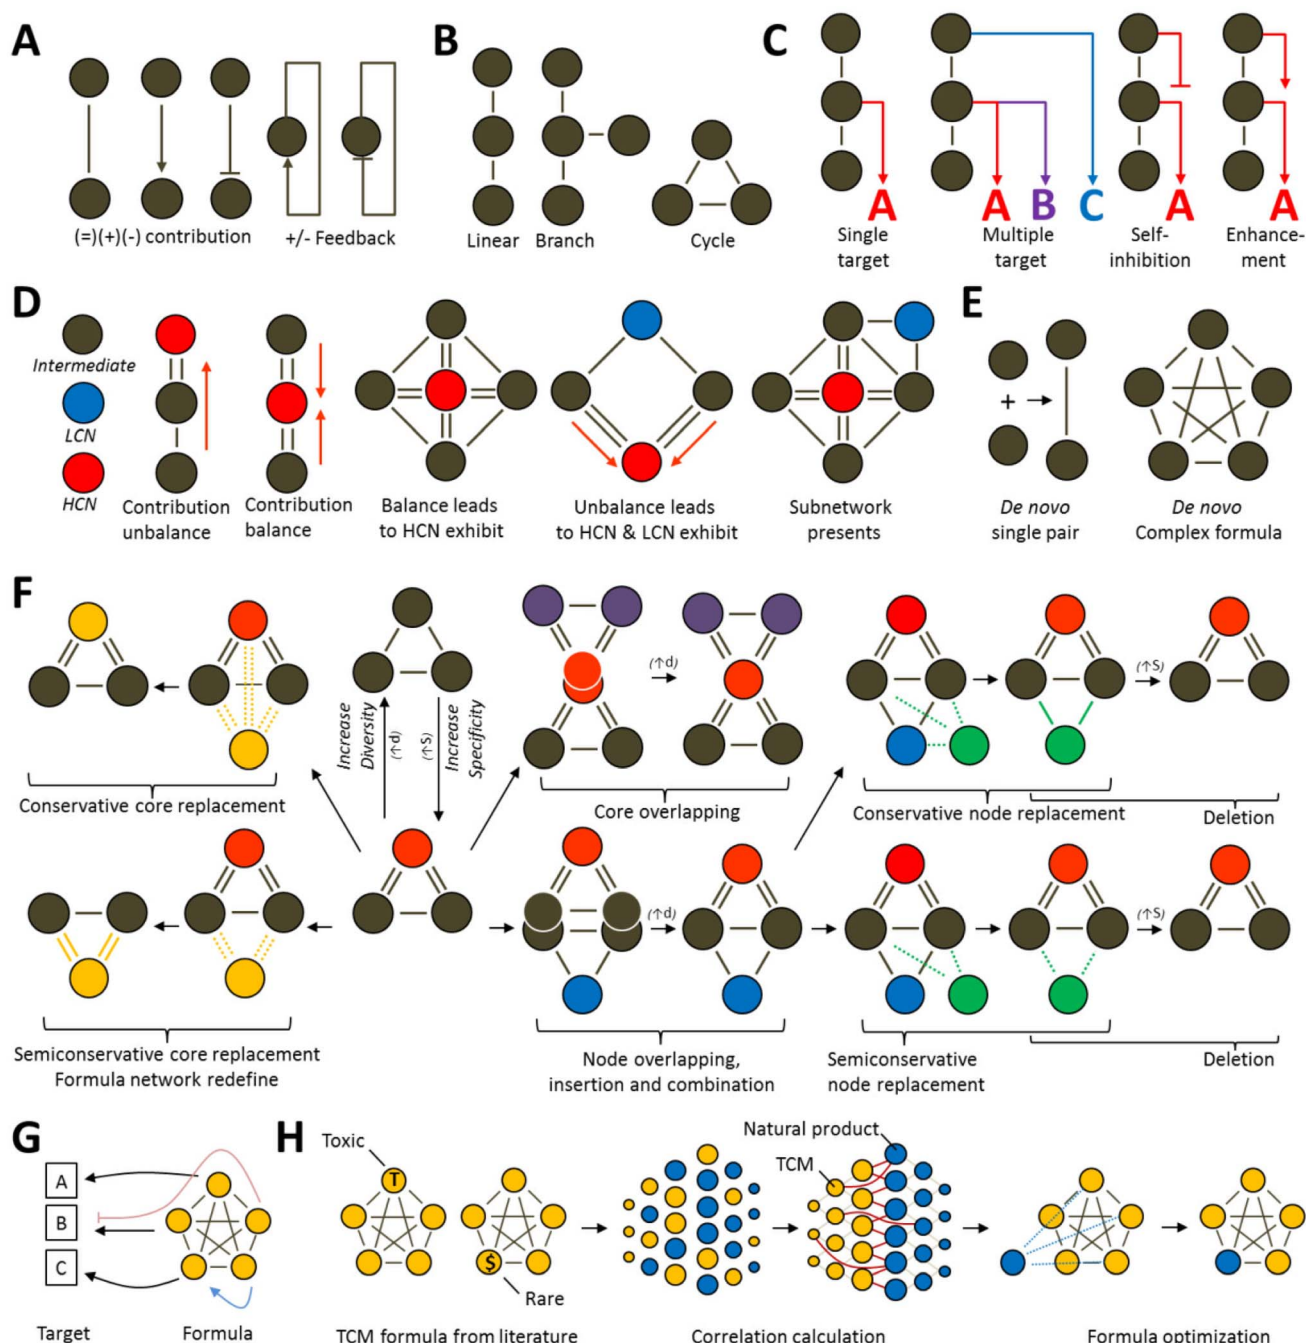 A
(=)(+)(-) contribution
+/- Feedback
B
Linear
Branch
Cycle
C
A
Single
target
A B C
Multiple
target
A
Self-
inhibition
A
Enhance-
ment
D
Intermediate
LCN
HCN
Contribution
unbalance
Contribution
balance
Balance leads
to HCN exhibit
Unbalance leads
to HCN & LCN exhibit
Subnetwork
presents
E
+
De novo
single pair
De novo
Complex formula
F
Conservative core replacement
Increase
Diversity
(↑d)
(↑S)
Increase
Specificity
(↑d)
Core overlapping
(↑S)
Conservative node replacement
Deletion
Semiconservative core replacement
Formula network redefine
(↑d)
Node overlapping,
insertion and combination
(↑S)
Semiconservative
node replacement
Deletion
G
A
B
C
Target
Formula
H
Toxic
T
$
Rare
TCM formula from literature
Natural product
TCM
Correlation calculation
Formula optimization